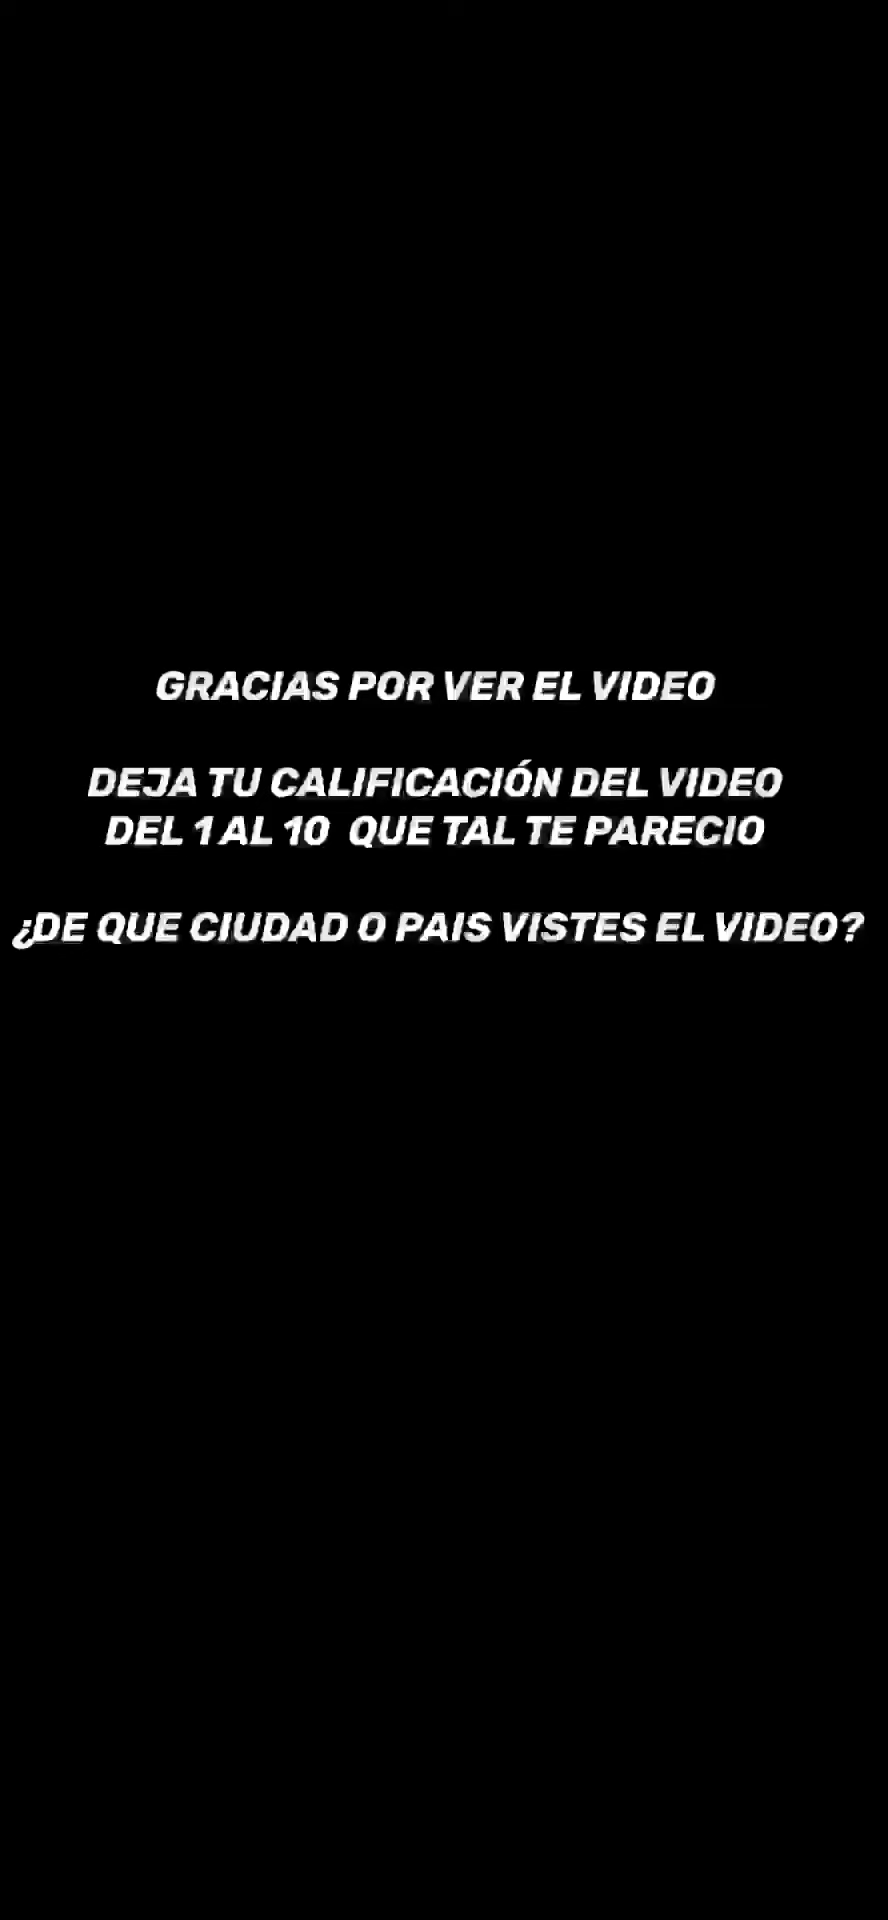 GRACIAS POR VER EL VIDEO
DEJA TU CALIFICACIÓN DEL VIDEO
DEL 1 AL 10 QUE TAL TE PARECIO
¿DE QUE CIUDAD O PAIS VISTES EL VIDEO?